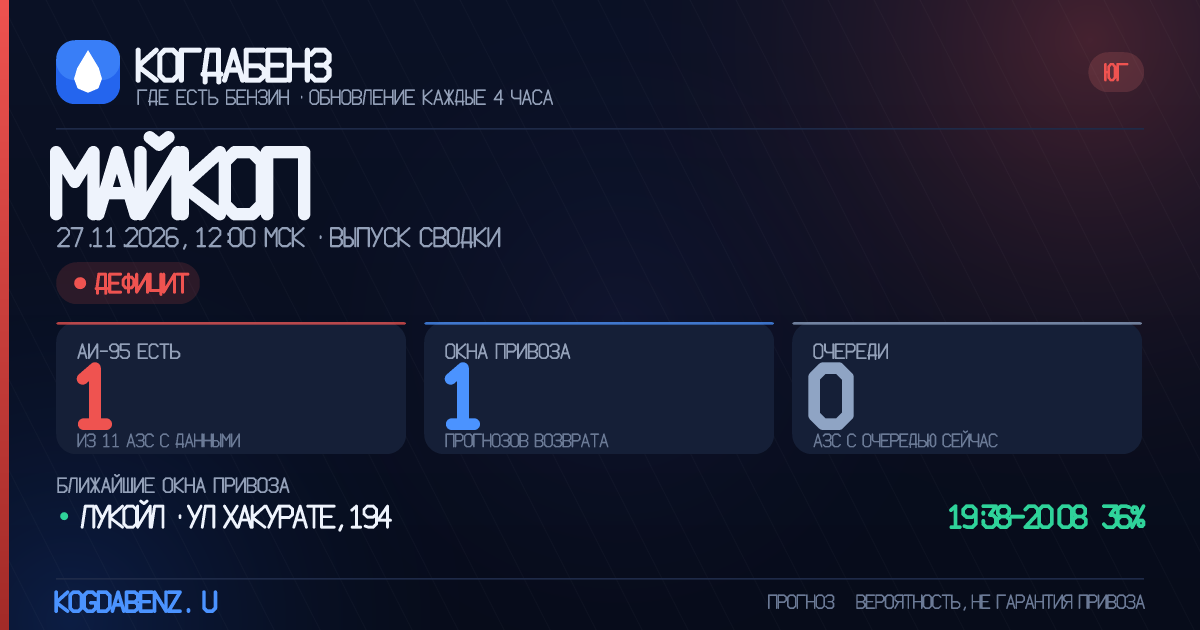 КОГДАБЕНЗ
ГДЕ ЕСТЬ БЕНЗИН · ОБНОВЛЕНИЕ КАЖДЫЕ 4 ЧАСА
ЮГ
МАЙКОП
27.11 2026, 12:00 МСК · ВЫПУСК СВОДКИ
ДЕФИЦИТ
АИ-95 ЕСТЬ
1
ИЗ 11 АЗС С ДАННЫМИ
ОКНА ПРИВОЗА
1
ПРОГНОЗОВ ВОЗВРАТА
ОЧЕРЕДИ
0
АЗС С ОЧЕРЕДЬЮ СЕЙЧАС
БЛИЖАЙШИЕ ОКНА ПРИВОЗА
• ЛУКОЙЛ · УЛ ХАКУРАТЕ, 194
19:38–20 08 36%
KOGDABENZ. U
ПРОГНОЗ ВЕРОЯТНОСТЬ, НЕ ГАРАНТИЯ ПРИВОЗА